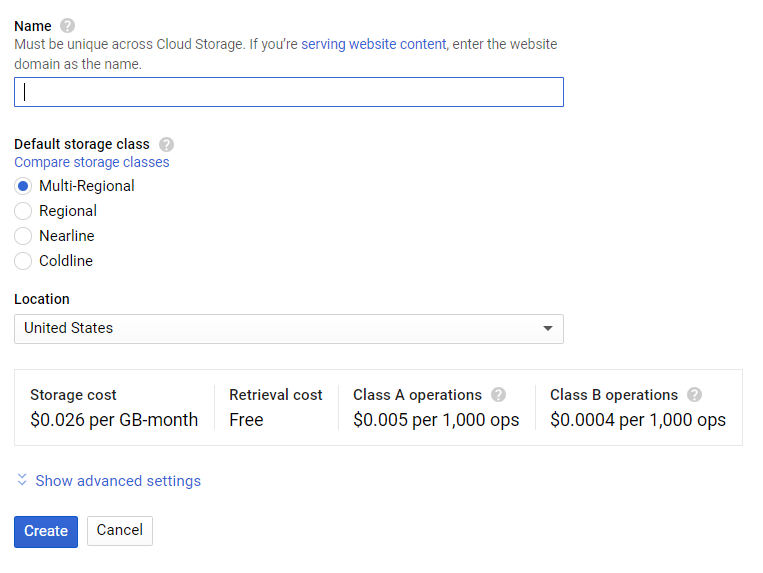 Name
Must be unique across Cloud Storage. If you're serving website content, enter the website
domain as the name.
Default storage class
Compare storage classes
Multi-Regional
Regional
Nearline
Coldline
Location
United States
Storage cost
$0.026 per GB-month
Retrieval cost
Free
Class A operations
$0.005 per 1,000 ops
Class B operations
$0.0004 per 1,000 ops
Show advanced settings
Create
Cancel